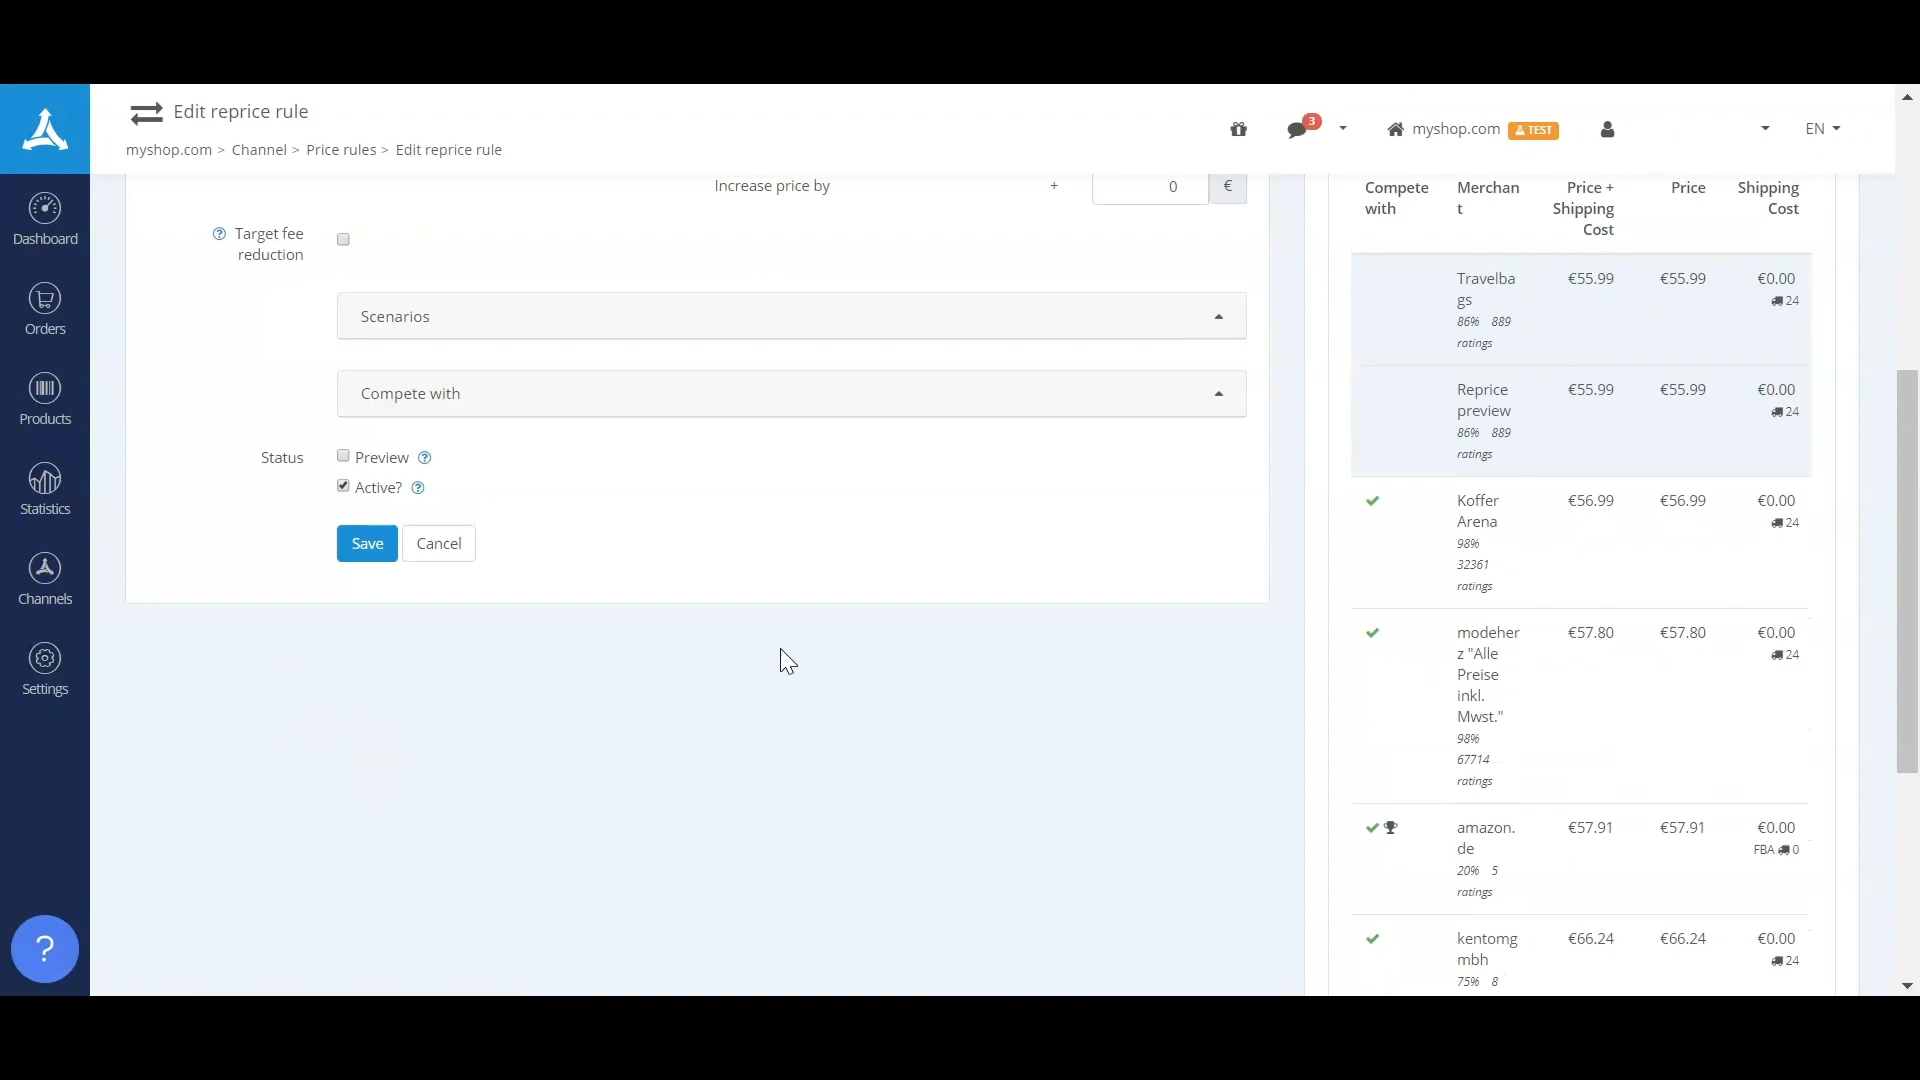 Edit reprice rule
myshop.com > Channel > Price rules > Edit reprice rule
3
myshop.com TEST
EN
Dashboard
Orders
Products
Statistics
Channels
Settings
?
Increase price by + 0 €
? Target fee
reduction
Scenarios
Compete with
Status
Preview ?
Active? ?
Save Cancel
Compete
with
Merchan
t
Price +
Shipping
Cost
Price
Shipping
Cost
Travelba
gs
86% 889
ratings
€55.99 €55.99 €0.00
24
Reprice
preview
86% 889
ratings
€55.99 €55.99 €0.00
24
Koffer
Arena
98%
32361
ratings
€56.99 €56.99 €0.00
24
modeher
z "Alle
Preise
inkl.
Mwst."
98%
67714
ratings
€57.80 €57.80 €0.00
24
amazon.
de
20% 5
ratings
€57.91 €57.91 €0.00
FBA 0
kentomg
mbh
75% 8
€66.24 €66.24 €0.00
24